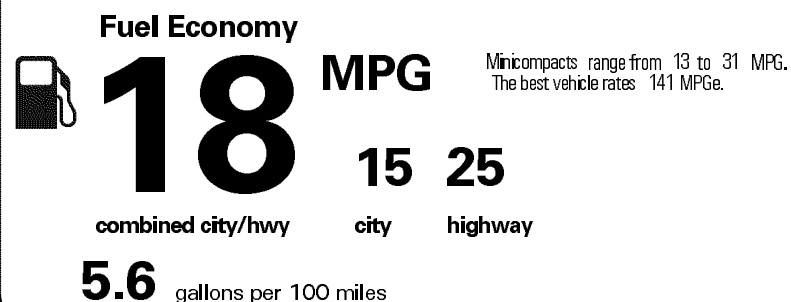 Fuel Economy
18 MPG
Minicompacts range from 13 to 31 MPG.
The best vehicle rates 141 MPGe.
15 25
combined city/hwy city highway
5.6 gallons per 100 miles